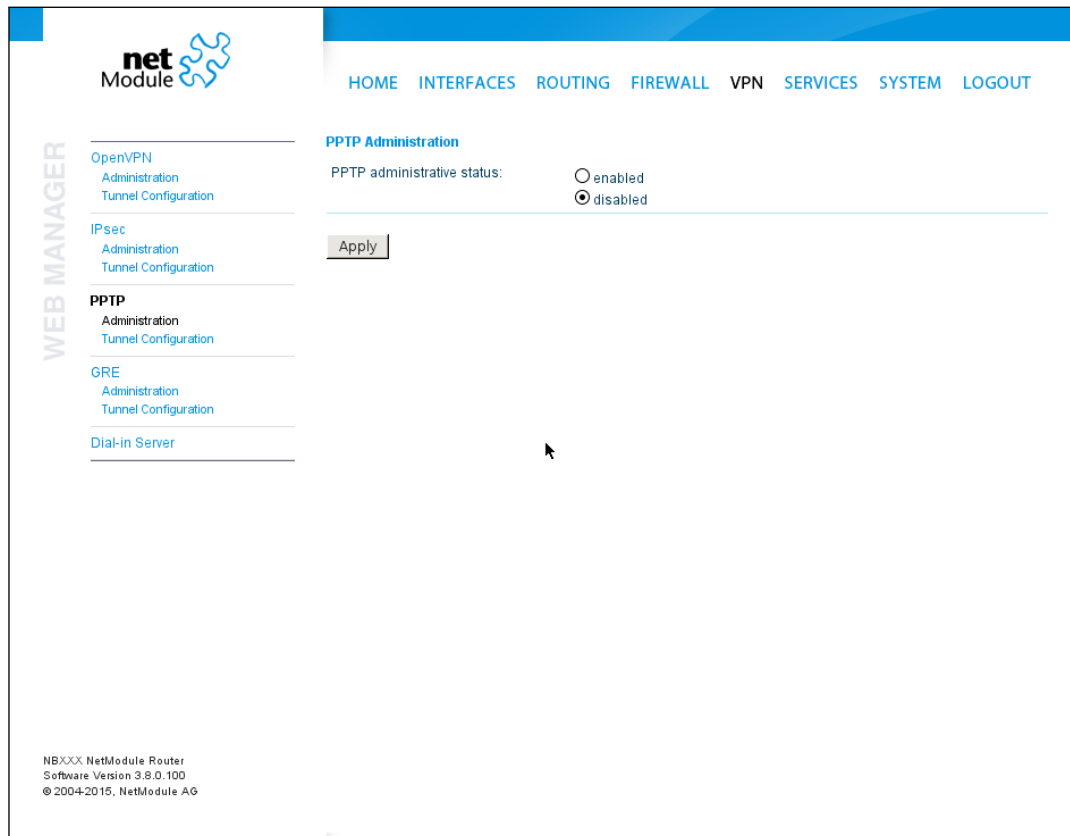 net
Module
HOME INTERFACES ROUTING FIREWALL VPN SERVICES SYSTEM LOGOUT
WEB MANAGER
OpenVPN
Administration
Tunnel Configuration
IPsec
Administration
Tunnel Configuration
PPTP
Administration
Tunnel Configuration
GRE
Administration
Tunnel Configuration
Dial-in Server
PPTP Administration
PPTP administrative status:
enabled
disabled
Apply
NBXXX NetModule Router
Software Version 3.8.0.100
© 2004-2015, NetModule AG